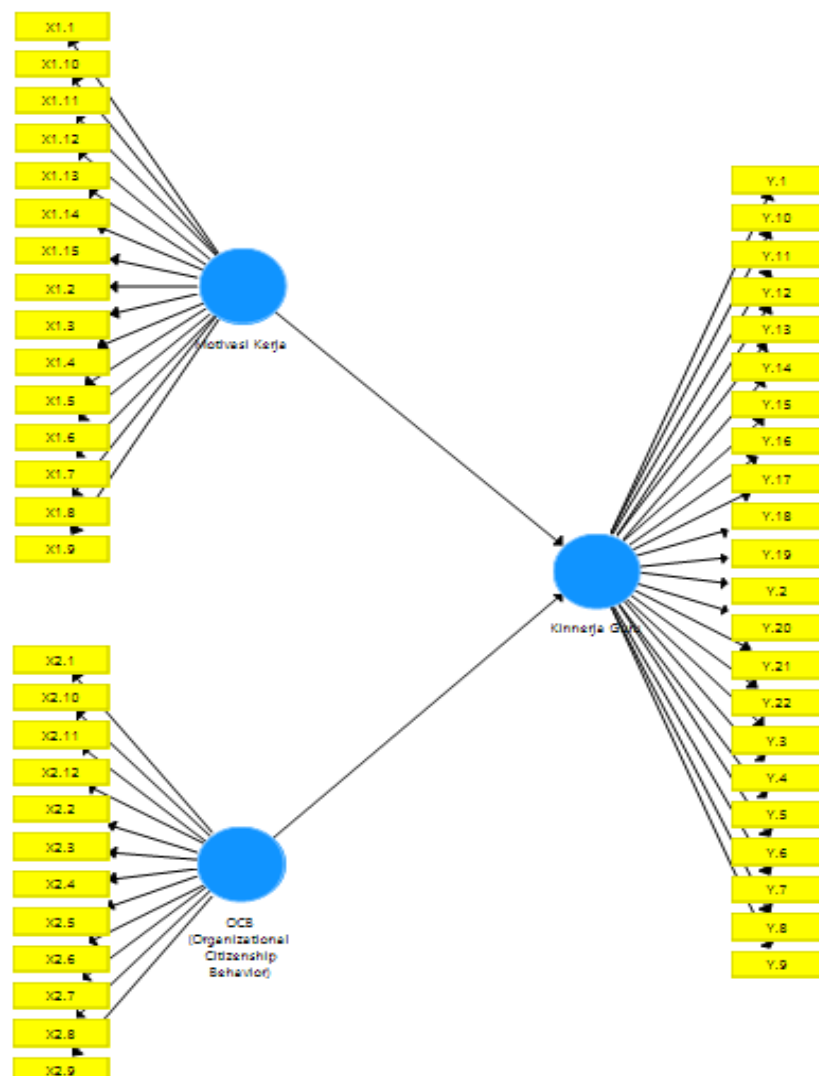 X1.1
X1.10
X1.11
X1.12
X1.13
X1.14
X1.15
X1.2
X1.3
X1.4
X1.5
X1.6
X1.7
X1.8
X1.9
Motivasi Kerja
X2.1
X2.10
X2.11
X2.12
X2.2
X2.3
X2.4
X2.5
X2.6
X2.7
X2.8
X2.9
OCB
(Organizational
Citizenship
Behavior)
Kinnerja Guru
Y.1
Y.10
Y.11
Y.12
Y.13
Y.14
Y.15
Y.16
Y.17
Y.18
Y.19
Y.2
Y.20
Y.21
Y.22
Y.3
Y.4
Y.5
Y.6
Y.7
Y.8
Y.9